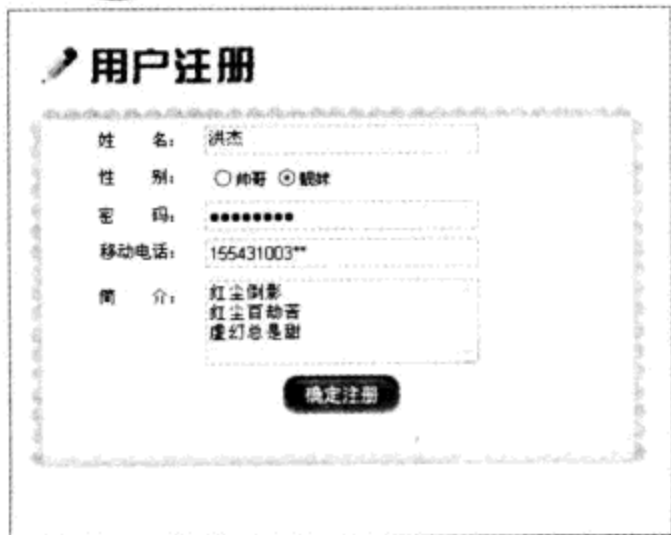 用户注册
姓 名: 洪杰
性 别: 帅哥 靓妹
密 码: ●●●●●●●●
移动电话: 155431003**
简 介: 红尘倒影
红尘百劫苦
虚幻总是甜
确定注册